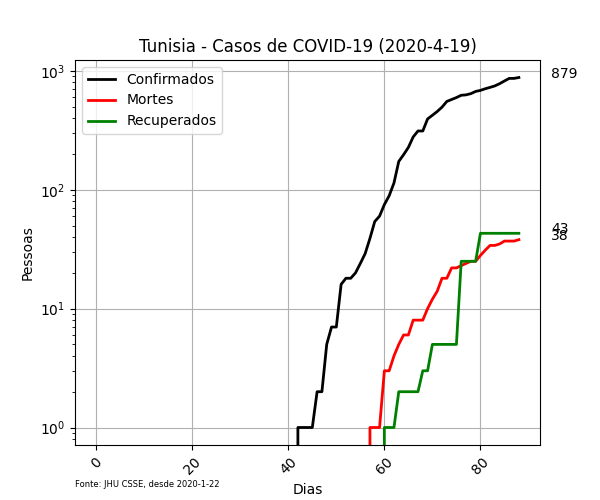 Tunisia - Casos de COVID-19 (2020-4-19)
Confirmados
Mortes
Recuperados
879
43
38
10³
10²
10¹
10⁰
Pessoas
0
20
40
60
80
Dias
Fonte: JHU CSSE, desde 2020-1-22